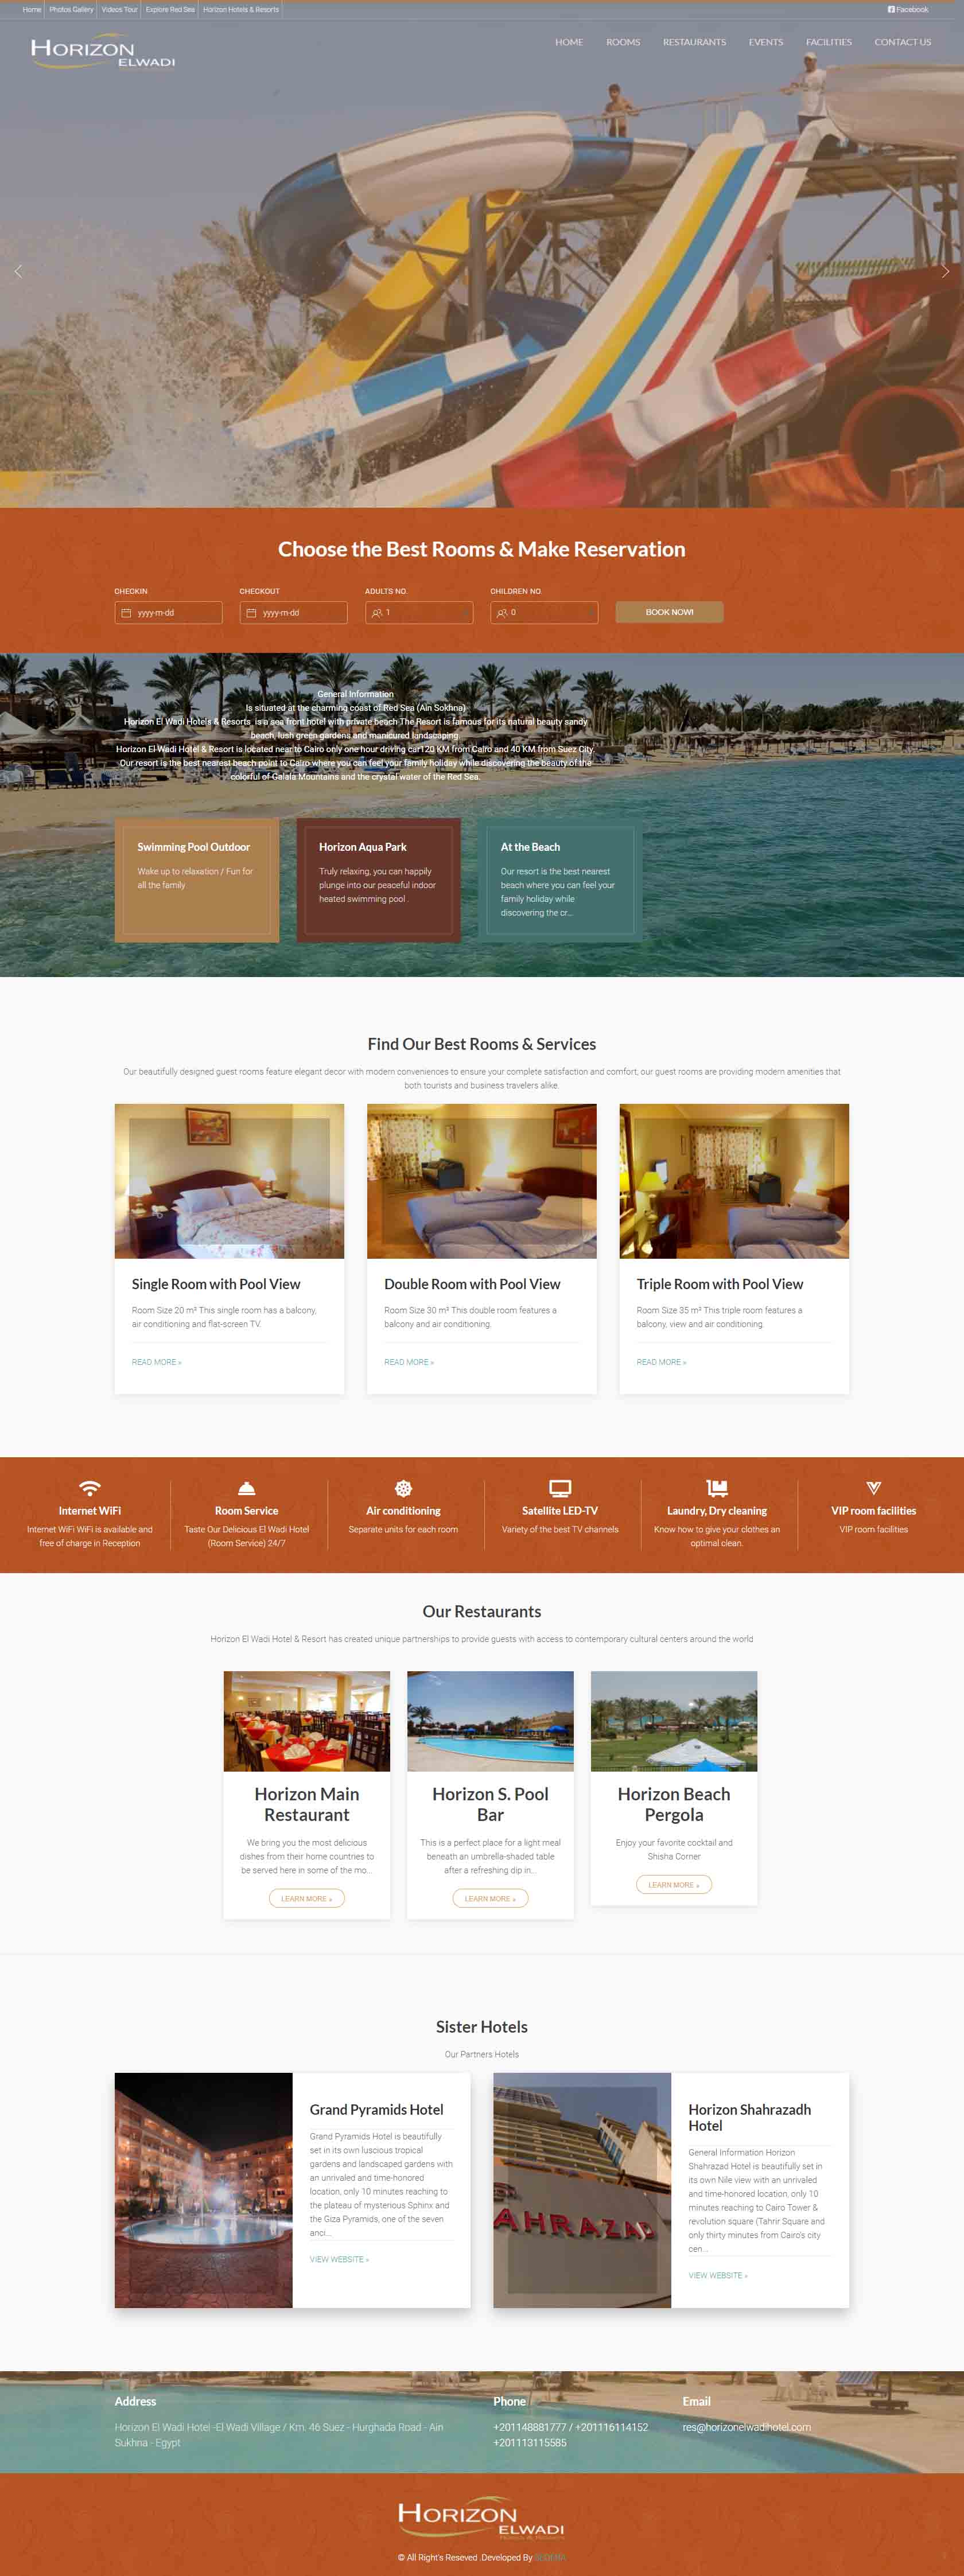 Home
Photos Gallery
Videos Tour
Explore Red Sea
Horizon Hotels & Resorts
Facebook
HORIZON
ELWADI
HOME
ROOMS
RESTAURANTS
EVENTS
FACILITIES
CONTACT US
Choose the Best Rooms & Make Reservation
CHECKIN
CHECKOUT
ADULTS NO.
CHILDREN NO.
yyyy-m-dd
yyyy-m-dd
1
0
BOOK NOW!
General Information
Is situated at the charming coast of Red Sea (Ain Sokhna)
Horizon El Wadi Hotels & Resorts is a sea front hotel with private beach The Resort is famous for its natural beauty sandy
beach, lush green gardens and manicured landscaping.
Horizon El Wadi Hotel & Resort is located near to Cairo only one hour driving car120 KM from Cairo and 40 KM from Suez City.
Our resort is the best nearest beach point to Cairo where you can feel your family holiday while discovering the beauty of the
colorful of Galala Mountains and the crystal water of the Red Sea.
Swimming Pool Outdoor
Wake up to relaxation / Fun for
all the family
Horizon Aqua Park
Truly relaxing, you can happily
plunge into our peaceful indoor
heated swimming pool .
At the Beach
Our resort is the best nearest
beach where you can feel your
family holiday while
discovering the cr...
Find Our Best Rooms & Services
Our beautifully designed guest rooms feature elegant decor with modern conveniences to ensure your complete satisfaction and comfort; our guest rooms are providing modern amenities that
both tourists and business travelers alike.
Single Room with Pool View
Room Size 20 m² This single room has a balcony,
air conditioning and flat-screen TV.
READ MORE »
Double Room with Pool View
Room Size 30 m² This double room features a
balcony and air conditioning.
READ MORE »
Triple Room with Pool View
Room Size 35 m² This triple room features a
balcony, view and air conditioning.
READ MORE »
Internet WiFi
Internet WiFi WiFi is available and
free of charge in Reception
Room Service
Taste Our Delicious El Wadi Hotel
(Room Service) 24/7
Air conditioning
Separate units for each room
Satellite LED-TV
Variety of the best TV channels
Laundry, Dry cleaning
Know how to give your clothes an
optimal clean.
VIP room facilities
VIP room facilities
Our Restaurants
Horizon El Wadi Hotel & Resort has created unique partnerships to provide guests with access to contemporary cultural centers around the world
Horizon Main
Restaurant
We bring you the most delicious
dishes from their home countries to
be served here in some of the mo...
LEARN MORE »
Horizon S. Pool
Bar
This is a perfect place for a light meal
beneath an umbrella-shaded table
after a refreshing dip in...
LEARN MORE »
Horizon Beach
Pergola
Enjoy your favorite cocktail and
Shisha Corner
LEARN MORE »
Sister Hotels
Our Partners Hotels
Grand Pyramids Hotel
Grand Pyramids Hotel is beautifully
set in its own luscious tropical
gardens and landscaped gardens with
an unrivaled and time-honored
location, only 10 minutes reaching to
the plateau of mysterious Sphinx and
the Giza Pyramids, one of the seven
anci...
VIEW WEBSITE »
AHRAZAD
Horizon Shahrazadh
Hotel
General Information Horizon
Shahrazad Hotel is beautifully set in
its own Nile view with an unrivaled
and time-honored location, only 10
minutes reaching to Cairo Tower &
revolution square (Tahrir Square and
only thirty minutes from Cairo's city
cen...
VIEW WEBSITE »
Address
Horizon El Wadi Hotel -El Wadi Village / Km. 46 Suez - Hurghada Road - Ain
Sukhna - Egypt
Phone
+201148881777 / +201116114152
+201113115585
Email
res@horizonelwadihotel.com
HORIZON
ELWADI
© All Right's Reseved .Developed By